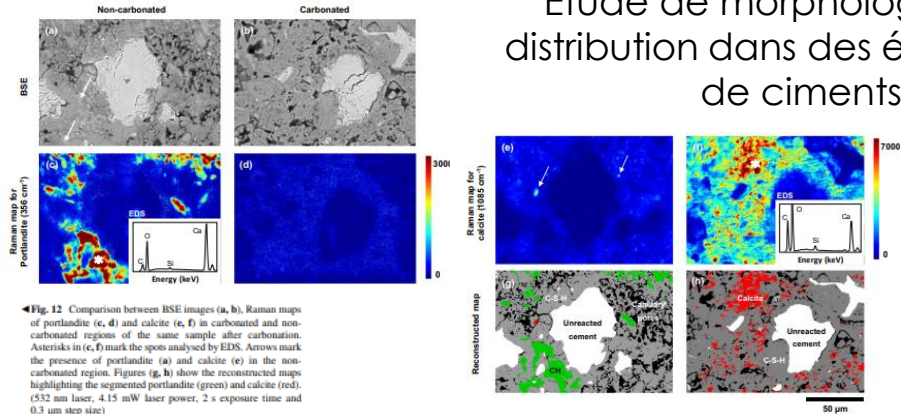 Non-carbonated
Carbonated
BSE
(a)
(b)
Raman map for
Portlandite (356 cm⁻¹)
(c)
(d)
EDS
C
O
Si
Ca
Energy (keV)
3000
0
◄Fig. 12 Comparison between BSE images (a, b), Raman maps
of portlandite (c, d) and calcite (e, f) in carbonated and non-
carbonated regions of the same sample after carbonation.
Asterisks in (c, f) mark the spots analysed by EDS. Arrows mark
the presence of portlandite (a) and calcite (e) in the non-
carbonated region. Figures (g, h) show the reconstructed maps
highlighting the segmented portlandite (green) and calcite (red).
(532 nm laser, 4.15 mW laser power, 2 s exposure time and
0.3 μm step size)
distribution dans des é
de ciments
Raman map for
calcite (1085 cm⁻¹)
(e)
(f)
EDS
C
O
Si
Ca
Energy (keV)
7000
0
Reconstructed map
(g)
C-S-H
Capillary
pores
Unreacted
cement
CH
(h)
Calcite
Unreacted
cement
C-S-H
50 μm